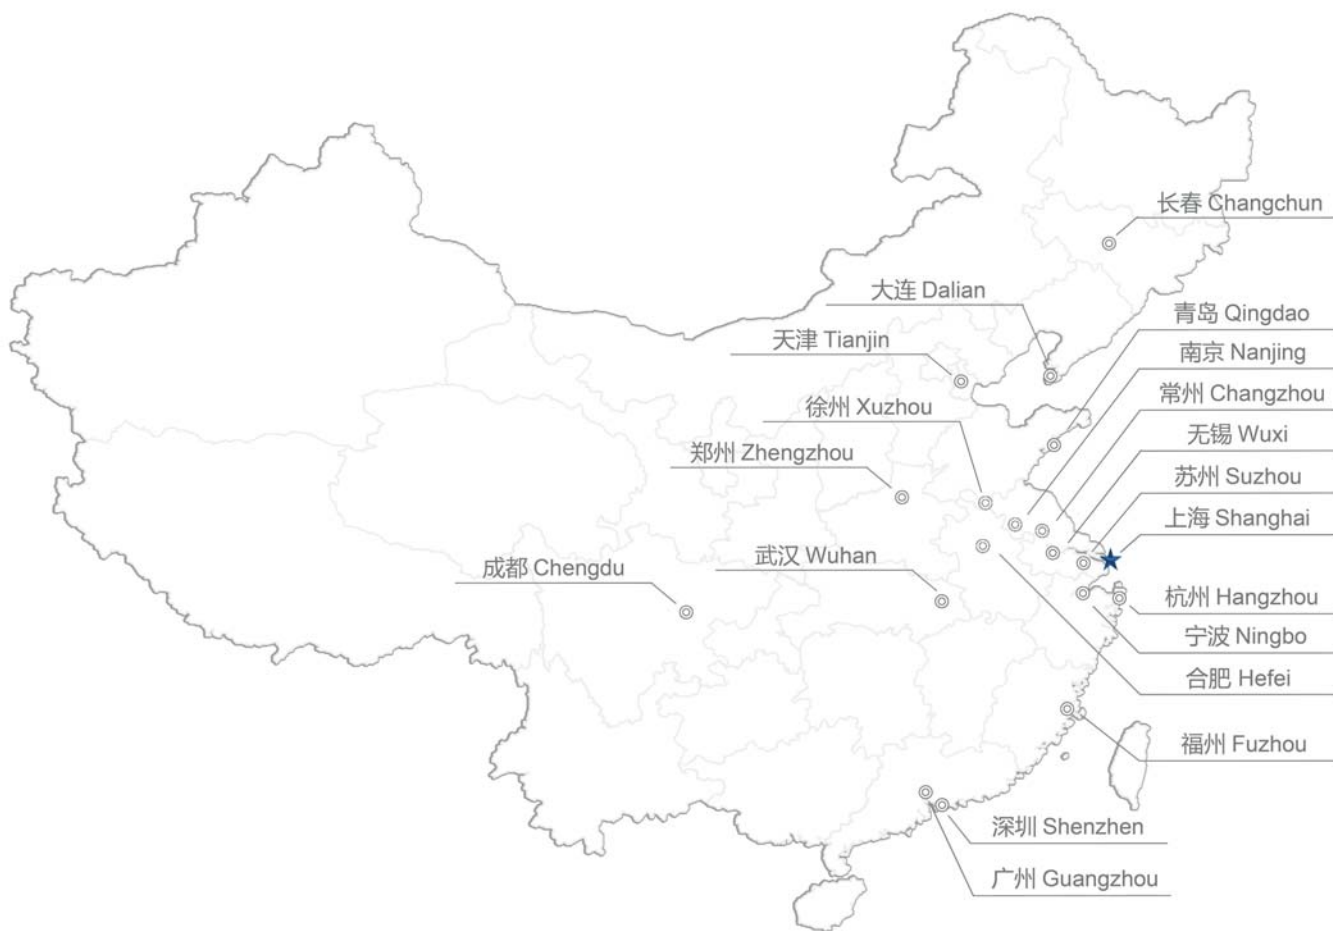 长春 Changchun
大连 Dalian
青岛 Qingdao
天津 Tianjin
南京 Nanjing
常州 Changzhou
徐州 Xuzhou
无锡 Wuxi
郑州 Zhengzhou
苏州 Suzhou
上海 Shanghai
武汉 Wuhan
成都 Chengdu
杭州 Hangzhou
宁波 Ningbo
合肥 Hefei
福州 Fuzhou
深圳 Shenzhen
广州 Guangzhou